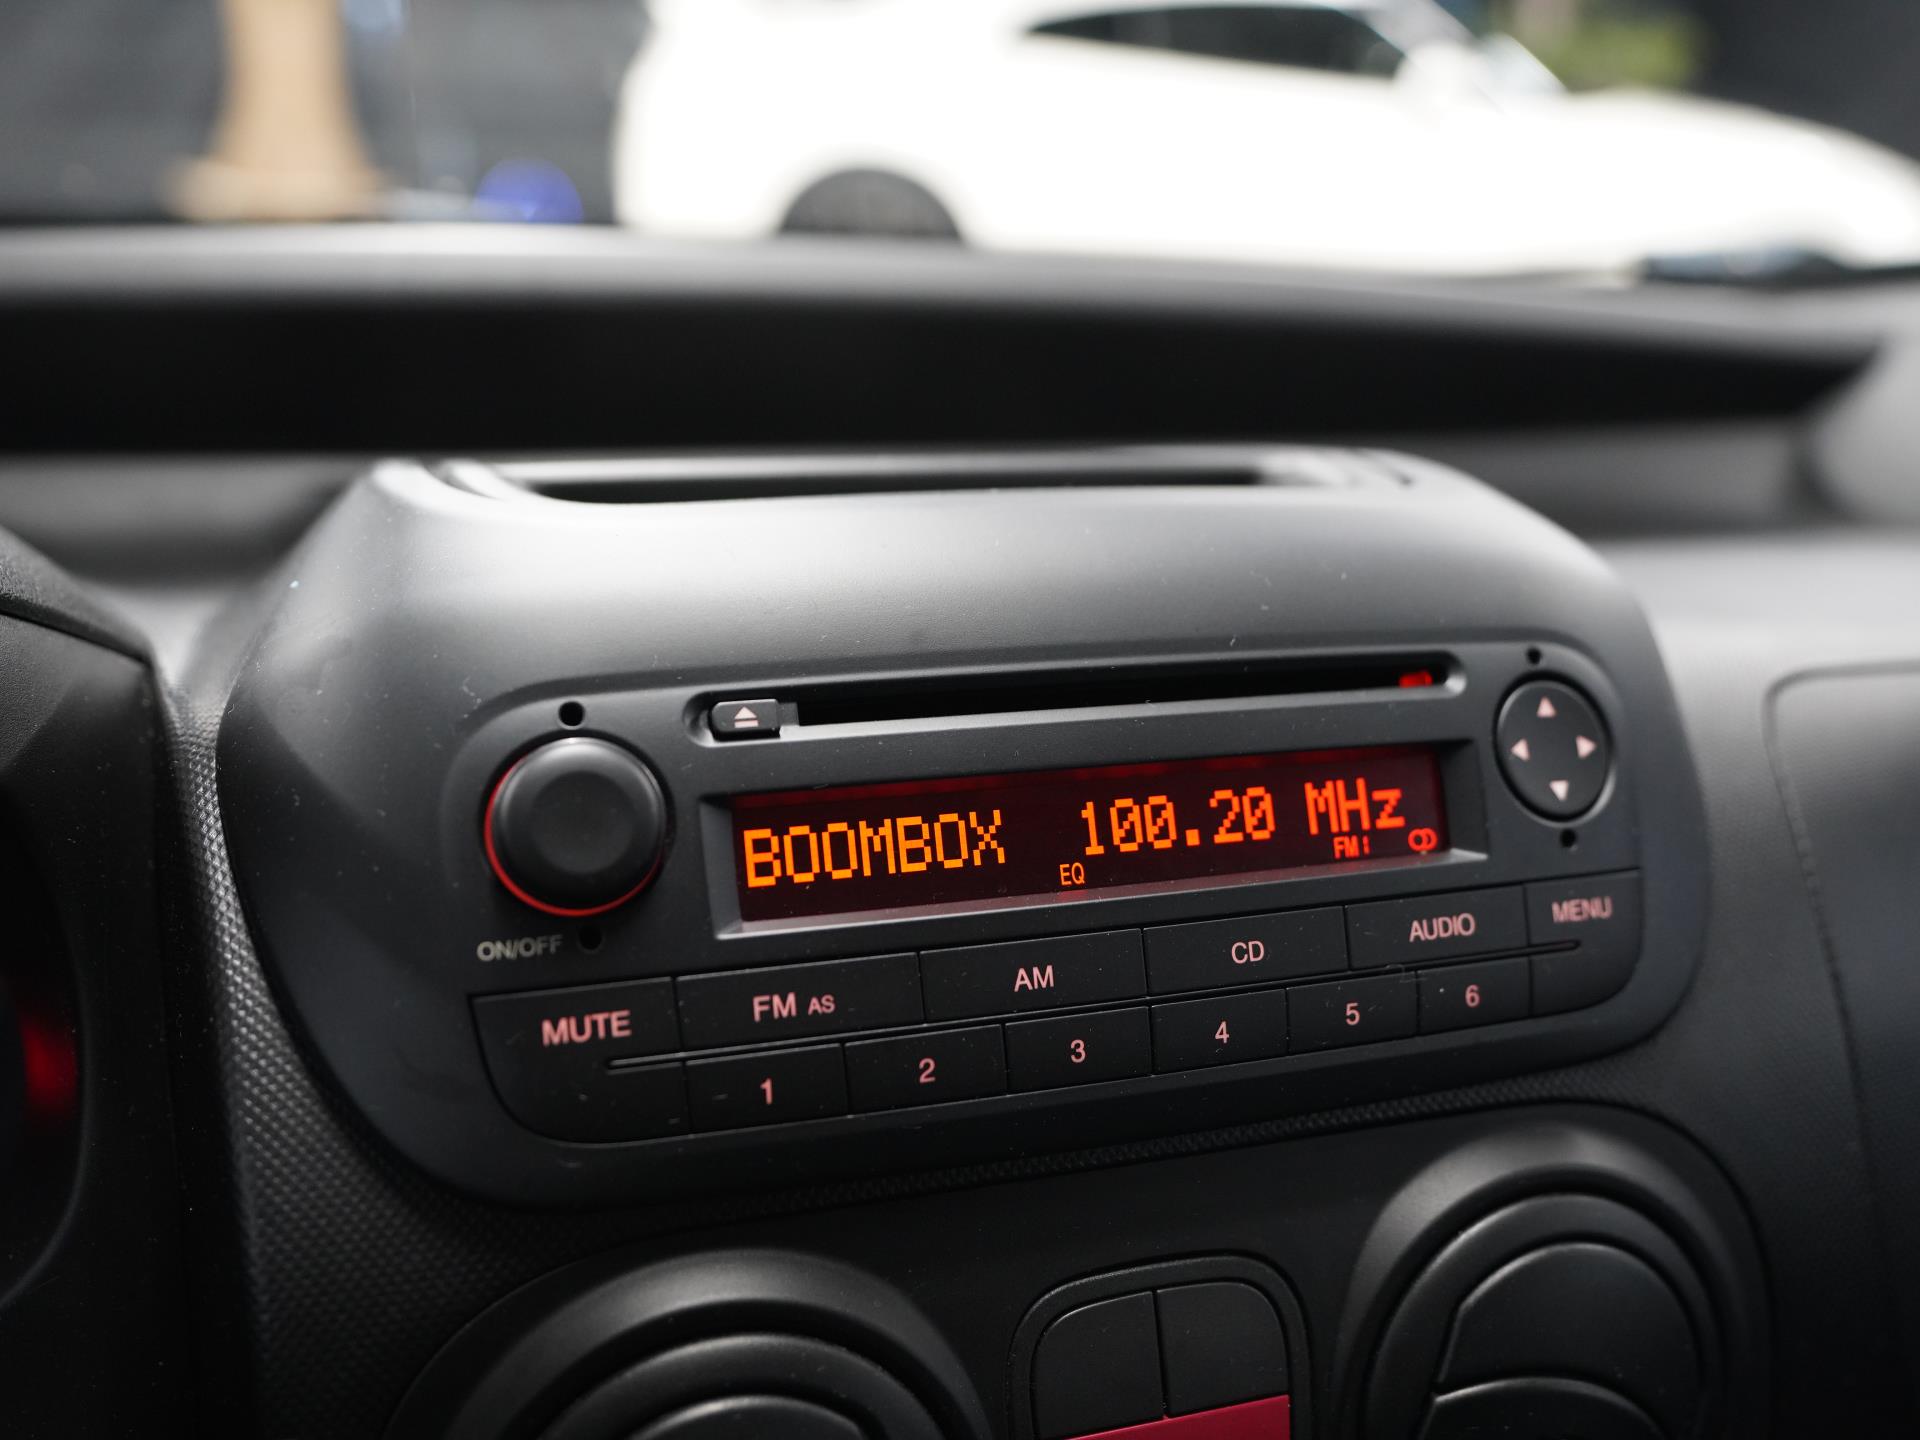 BOOMBOX 100.20 MHz
EQ FM1
ON/OFF
MUTE FM AS AM CD AUDIO MENU
1 2 3 4 5 6